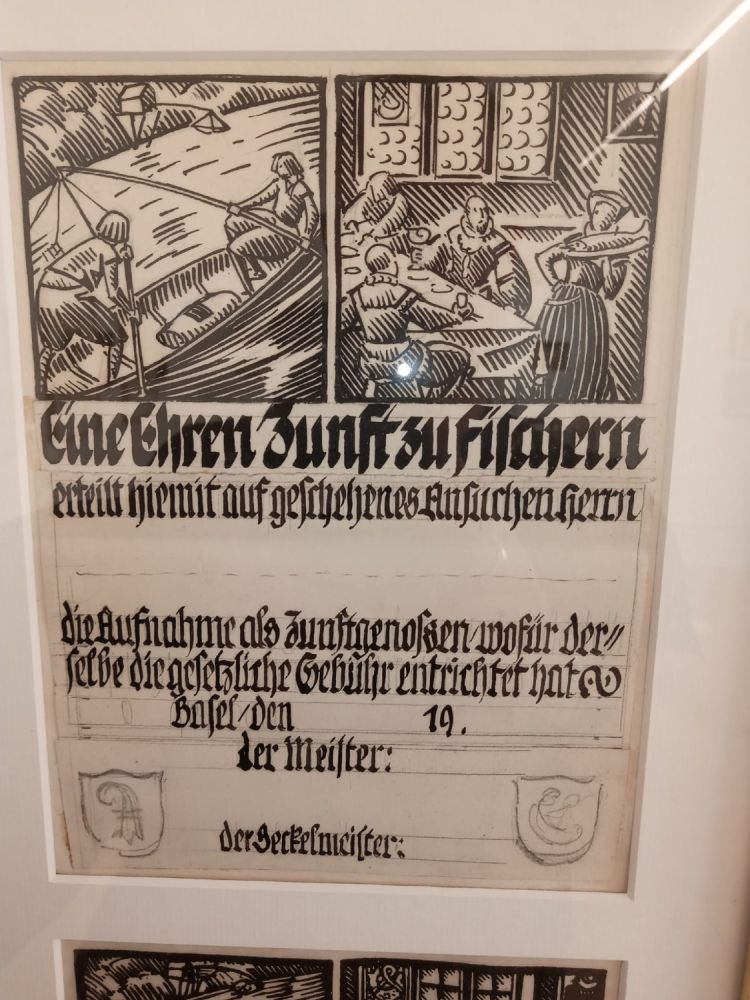 Eine Ehren Zunft zu Fischern
erteilt hiemit auf geschehenes Ansuchen Herrn
die Aufnahme als Zunftgenossen, wofür der=
selbe die gesetzliche Gebühr entrichtet hat
Basel, den 19 .
der Meister:
der Seckelmeister: